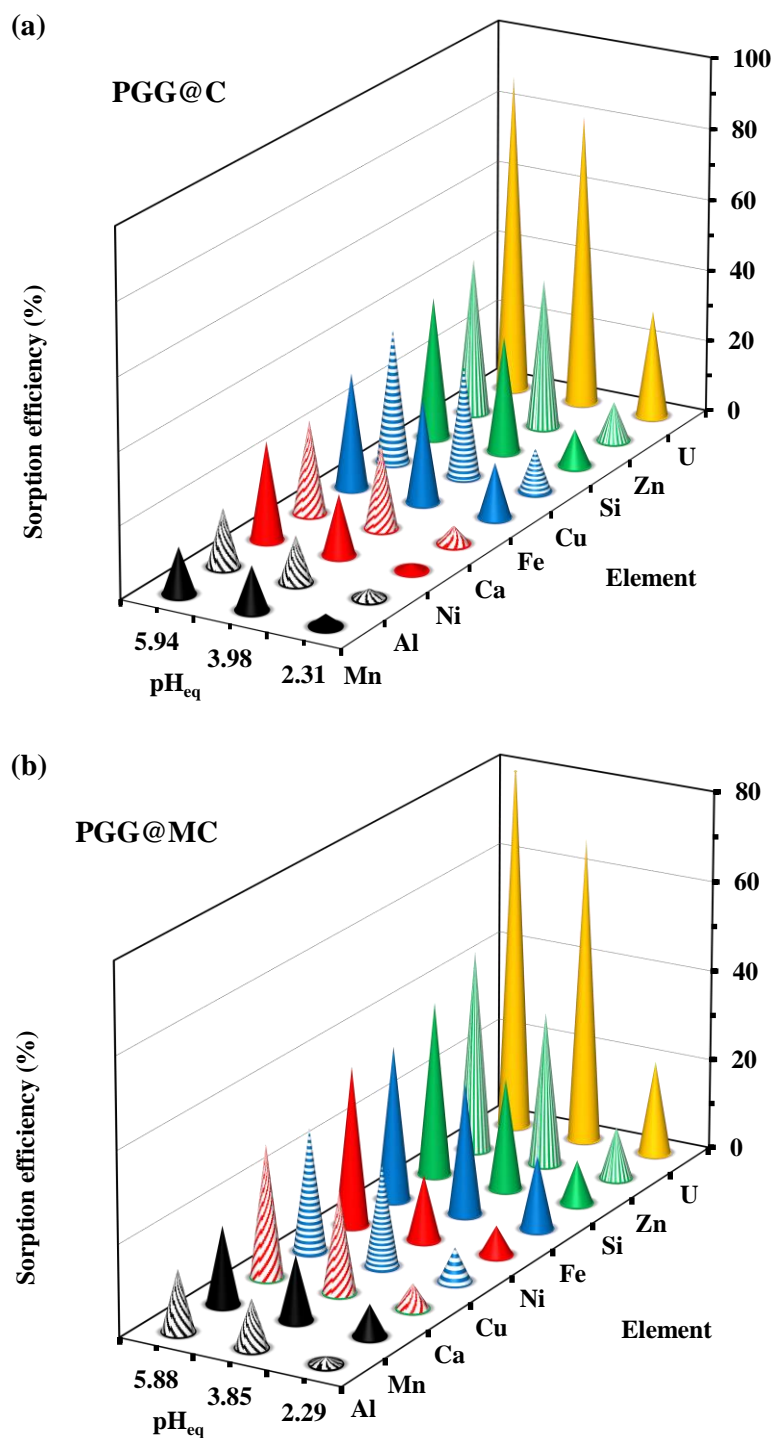 (a)
PGG@C
100
80
60
40
20
0
Sorption efficiency (%)
U
Zn
Si
Cu
Fe
Ca
Ni
Al
Mn
Element
5.94
3.98
2.31
pHeq
(b)
PGG@MC
80
60
40
20
0
Sorption efficiency (%)
U
Zn
Si
Fe
Ni
Cu
Ca
Mn
Al
Element
5.88
3.85
2.29
pHeq